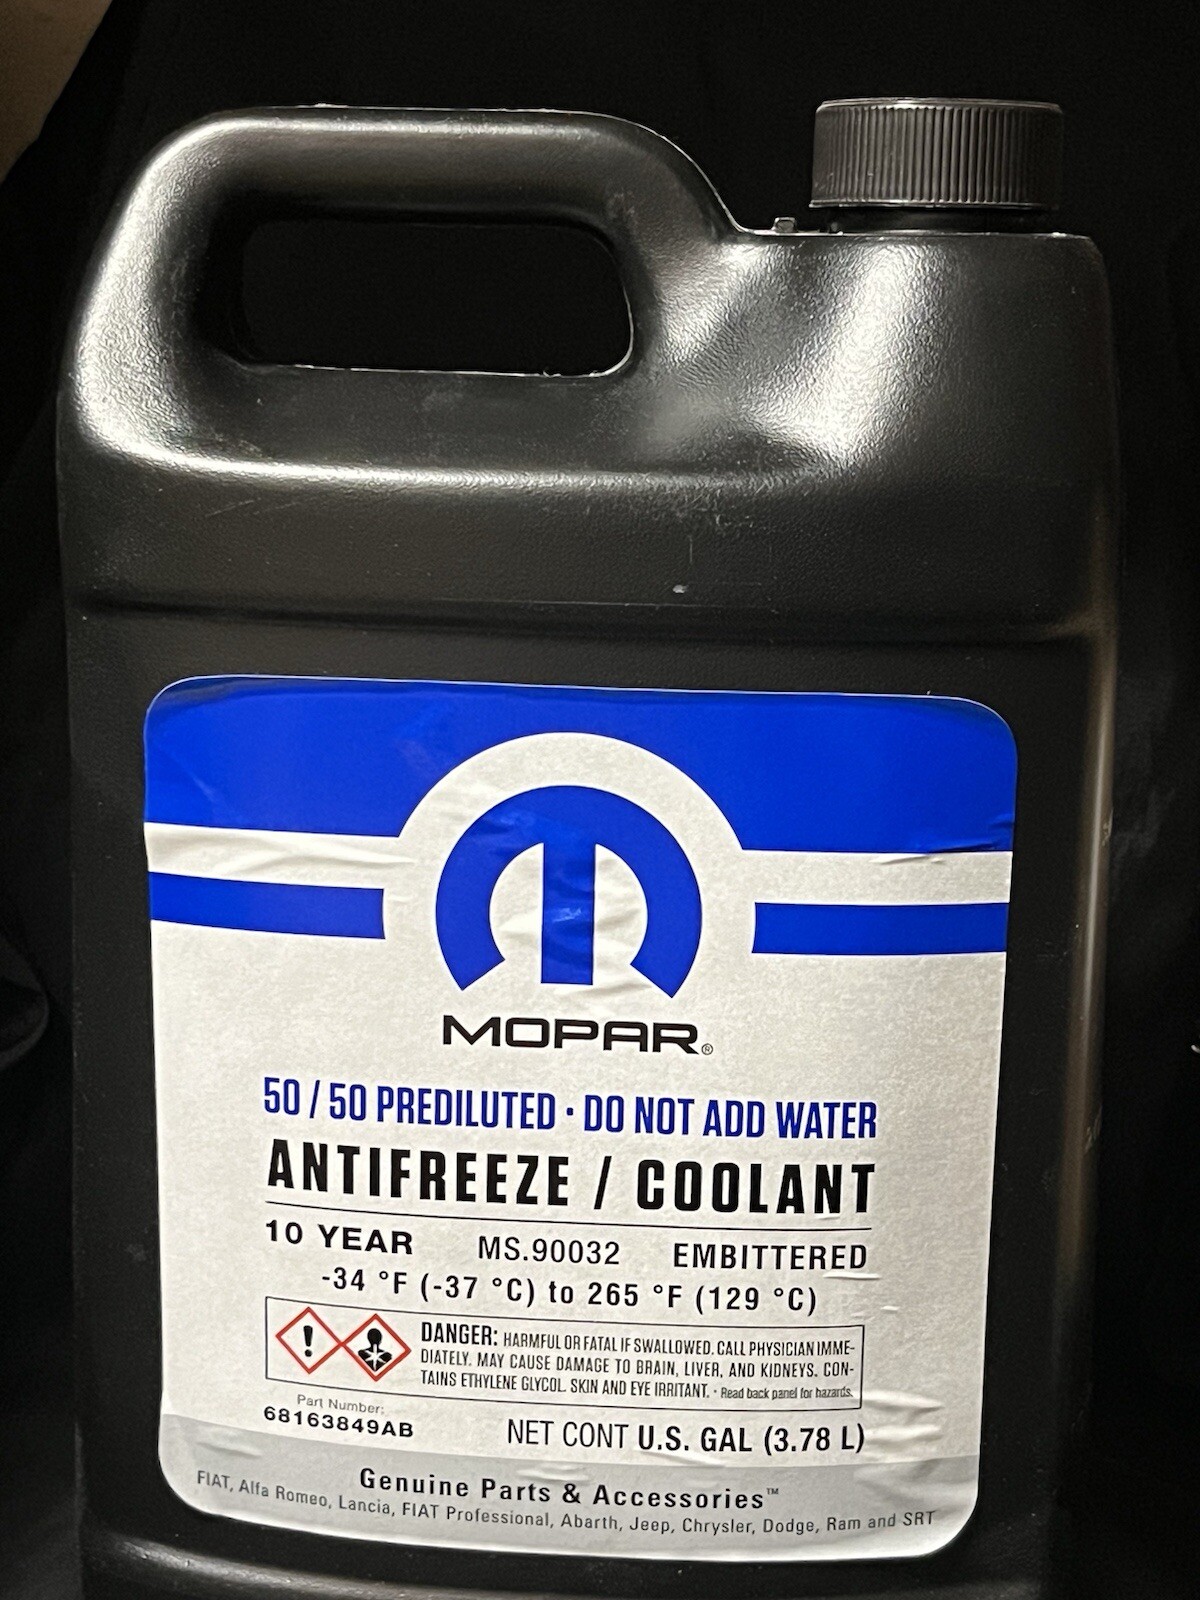 MOPAR®
50 / 50 PREDILUTED · DO NOT ADD WATER
ANTIFREEZE / COOLANT
10 YEAR MS.90032 EMBITTERED
-34 °F (-37 °C) to 265 °F (129 °C)
DANGER: HARMFUL OR FATAL IF SWALLOWED. CALL PHYSICIAN IMME-
DIATELY. MAY CAUSE DAMAGE TO BRAIN, LIVER, AND KIDNEYS. CON-
TAINS ETHYLENE GLYCOL. SKIN AND EYE IRRITANT. · Read back panel for hazards.
Part Number:
68163849AB
NET CONT U.S. GAL (3.78 L)
Genuine Parts & Accessories™
FIAT, Alfa Romeo, Lancia, FIAT Professional, Abarth, Jeep, Chrysler, Dodge, Ram and SRT